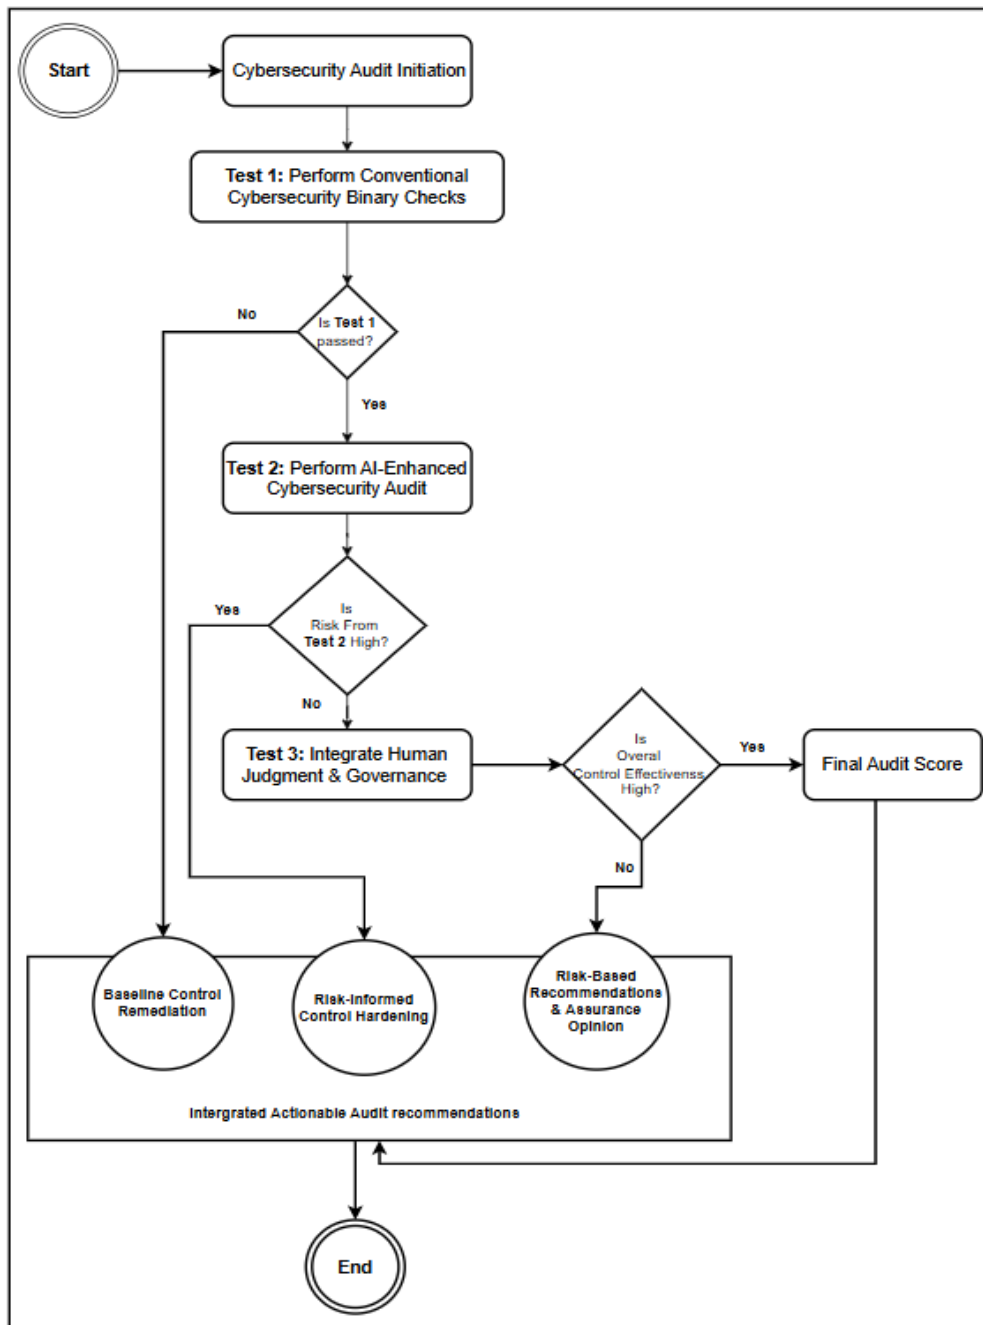 Start
Cybersecurity Audit Initiation
Test 1: Perform Conventional
Cybersecurity Binary Checks
No
Is Test 1
passed?
Yes
Test 2: Perform AI-Enhanced
Cybersecurity Audit
Yes
Is
Risk From
Test 2 High?
No
Test 3: Integrate Human
Judgment & Governance
Is
Overal
Control Effectivenss
High?
Yes
Final Audit Score
No
Baseline Control
Remediation
Risk-Informed
Control Hardening
Risk-Based
Recommendations
& Assurance
Opinion
Intergrated Actionable Audit recommendations
End